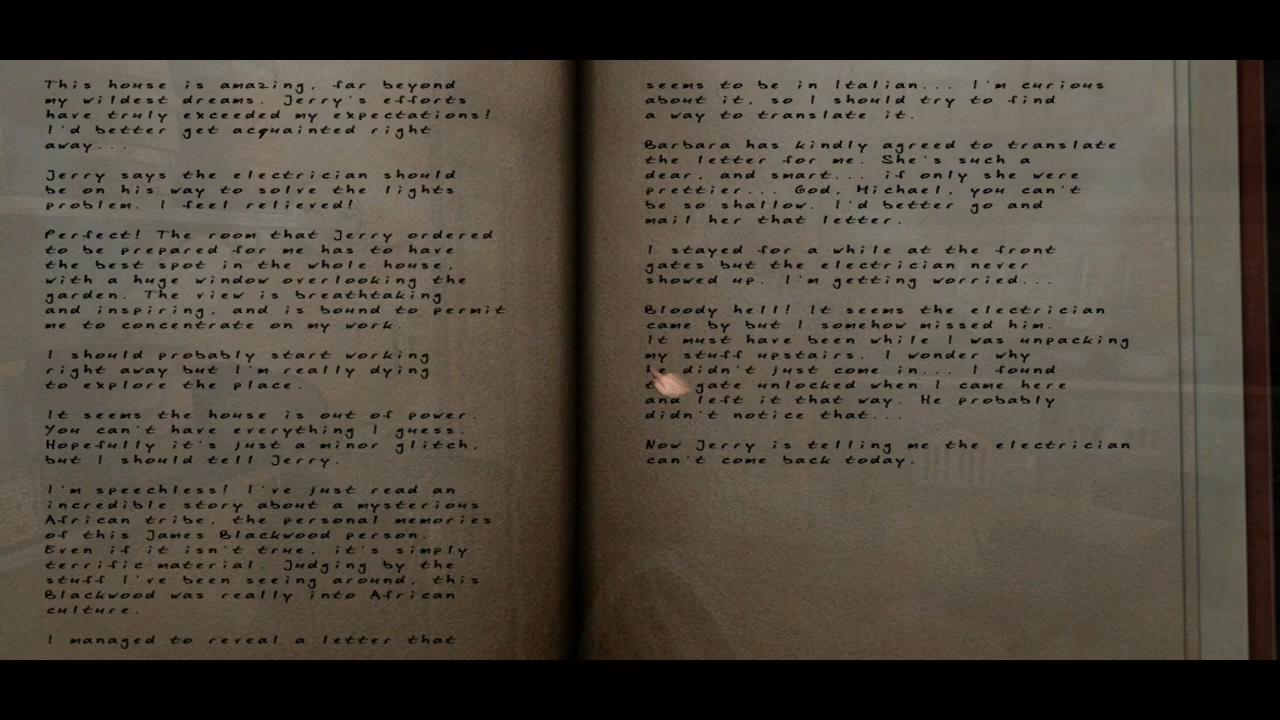 This house is amazing, far beyond
my wildest dreams. Jerry's efforts
have truly exceeded my expectations!
I'd better get acquainted right
away...
Jerry says the electrician should
be on his way to solve the lights
problem. I feel relieved!
Perfect! The room that Jerry ordered
to be prepared for me has to have
the best spot in the whole house,
with a huge window overlooking the
garden. The view is breathtaking
and inspiring, and is bound to permit
me to concentrate on my work.
I should probably start working
right away but I'm really dying
to explore the place.
It seems the house is out of power.
You can't have everything I guess.
Hopefully it's just a minor glitch,
but I should tell Jerry.
I'm speechless! I've just read an
incredible story about a mysterious
African tribe, the personal memories
of this James Blackwood person.
Even if it isn't true, it's simply
terrific material. Judging by the
stuff I've been seeing around, this
Blackwood was really into African
culture.
I managed to reveal a letter that
seems to be in Italian... I'm curious
about it, so I should try to find
a way to translate it.
Barbara has kindly agreed to translate
the letter for me. She's such a
dear, and smart... if only she were
prettier... God, Michael, you can't
be so shallow. I'd better go and
mail her that letter.
I stayed for a while at the front
gates but the electrician never
showed up. I'm getting worried...
Bloody hell! It seems the electrician
came by but I somehow missed him.
It must have been while I was unpacking
my stuff upstairs. I wonder why
he didn't just come in... I found
gate unlocked when I came here
and left it that way. He probably
didn't notice that...
Now Jerry is telling me the electrician
can't come back today.